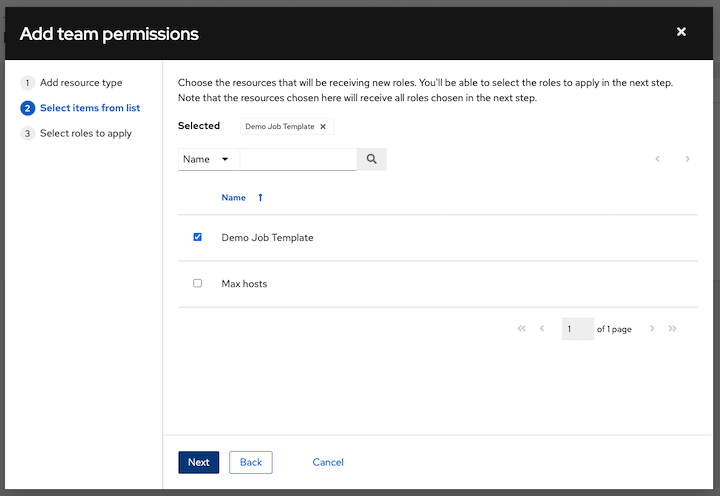 Add team permissions
1 Add resource type
2 Select items from list
3 Select roles to apply
Choose the resources that will be receiving new roles. You'll be able to select the roles to apply in the next step.
Note that the resources chosen here will receive all roles chosen in the next step.
Selected Demo Job Template
Name
Name
Demo Job Template
Max hosts
1 of 1 page
Next Back Cancel